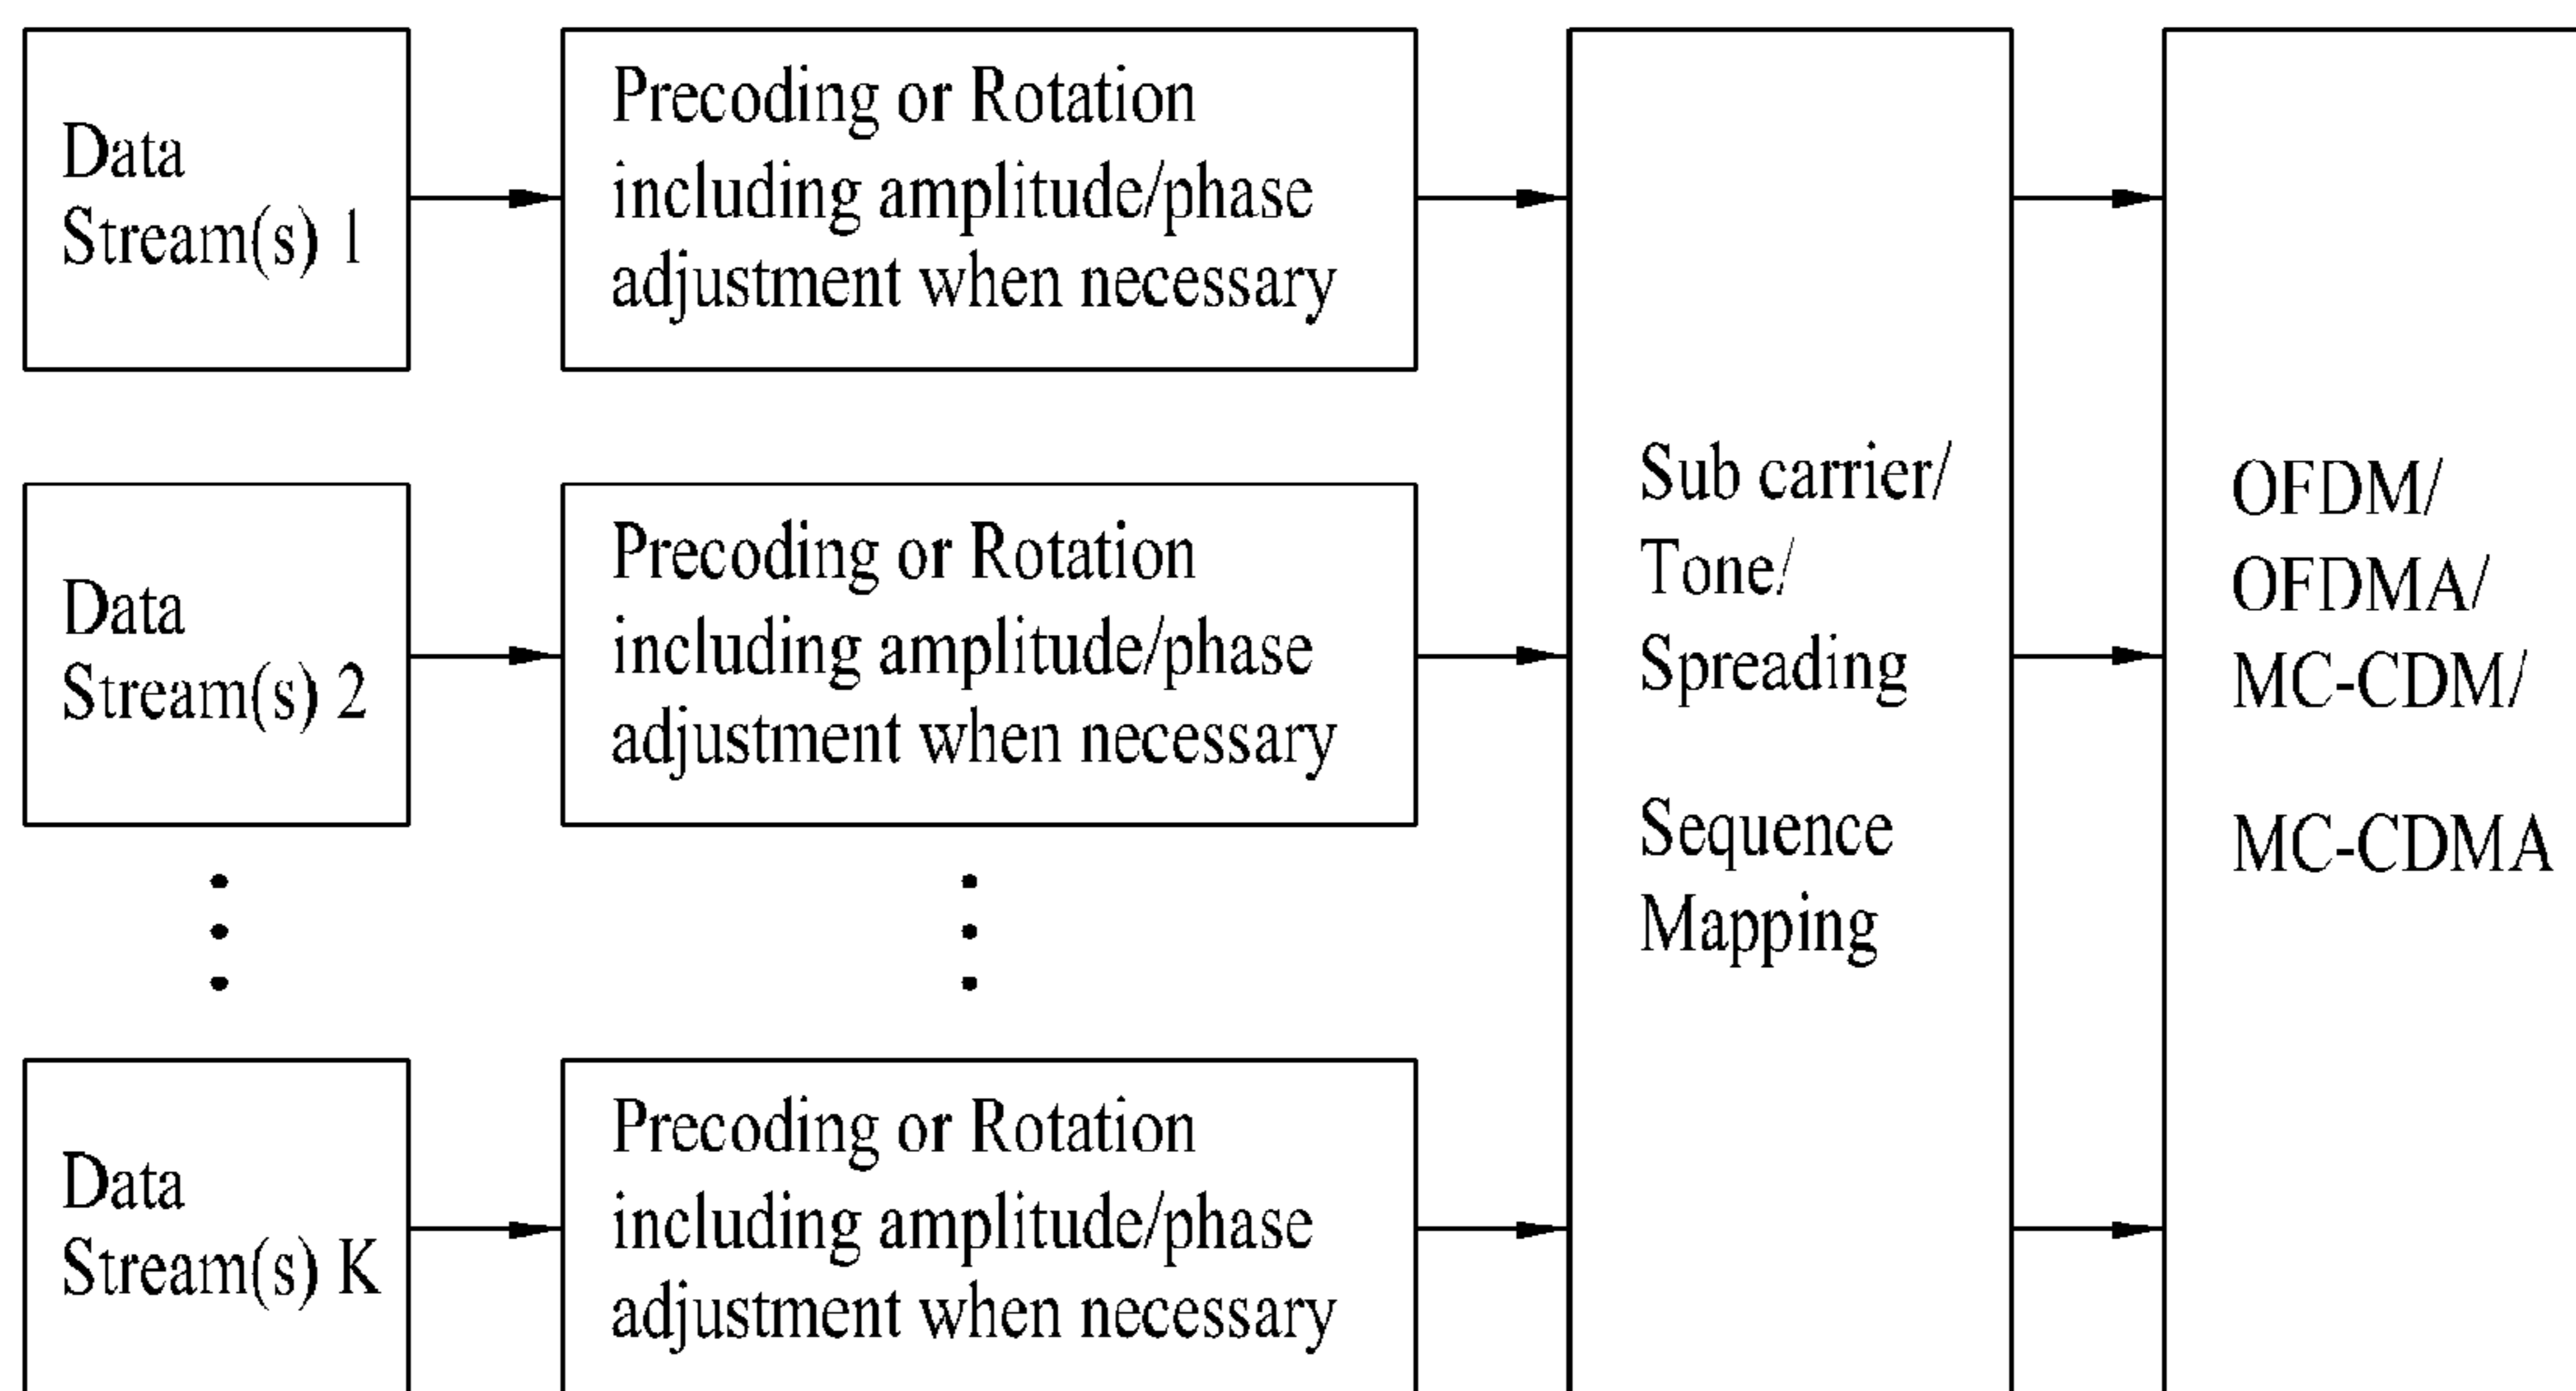 Data
Stream(s) 1
Precoding or Rotation
including amplitude/phase
adjustment when necessary
Data
Stream(s) 2
Precoding or Rotation
including amplitude/phase
adjustment when necessary
Data
Stream(s) K
Precoding or Rotation
including amplitude/phase
adjustment when necessary
Sub carrier/
Tone/
Spreading
Sequence
Mapping
OFDM/
OFDMA/
MC-CDM/
MC-CDMA